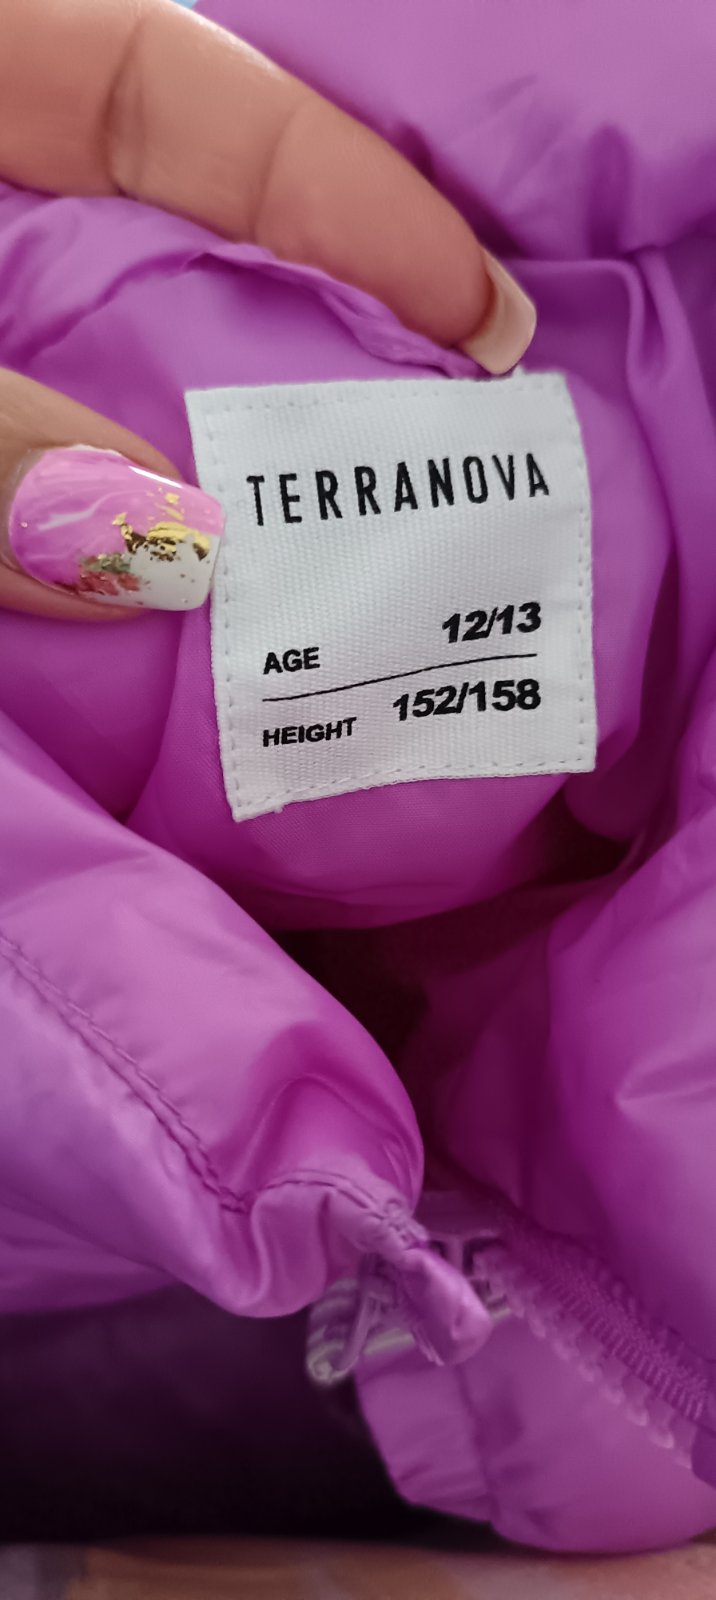 TERRANOVA
AGE 12/13
HEIGHT 152/158